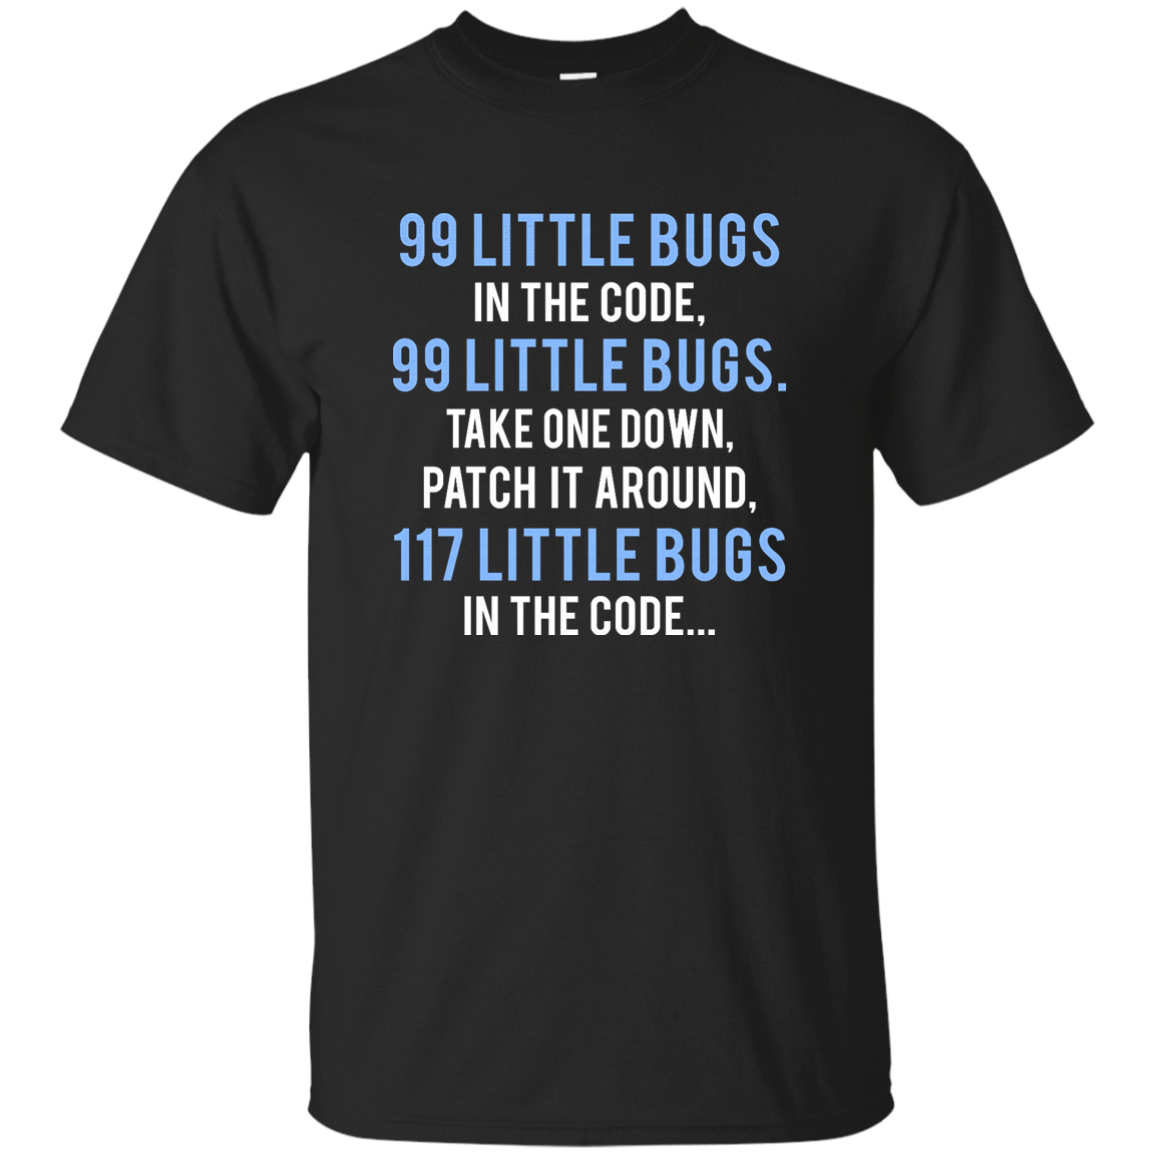 99 LITTLE BUGS
IN THE CODE,
99 LITTLE BUGS.
TAKE ONE DOWN,
PATCH IT AROUND,
117 LITTLE BUGS
IN THE CODE...